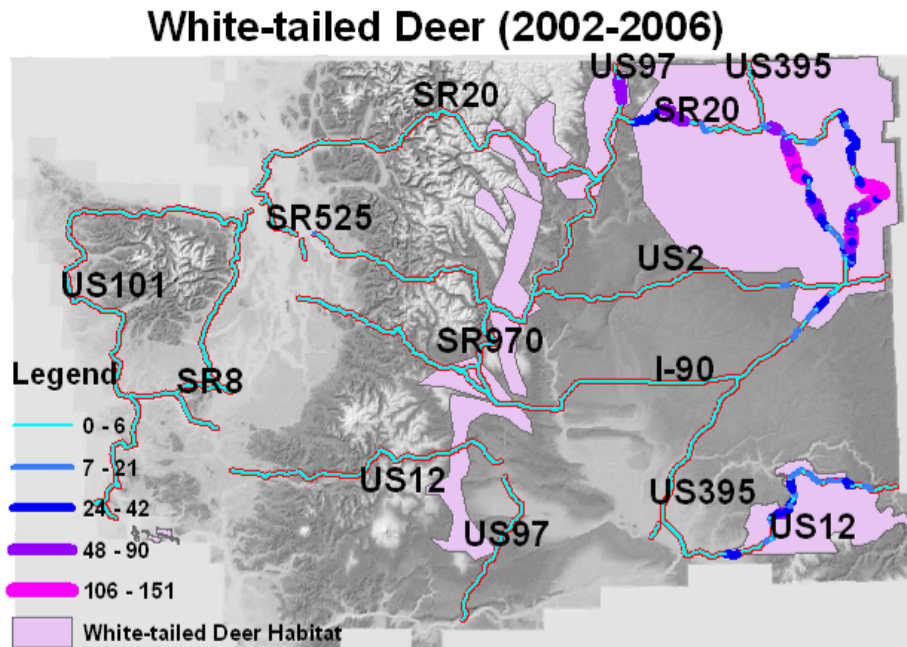 White-tailed Deer (2002-2006)
US97
US395
SR20
SR20
SR525
US2
US101
SR970
I-90
SR8
US12
US395
US12
US97
Legend
0 - 6
7 - 21
24 - 42
48 - 90
106 - 151
White-tailed Deer Habitat